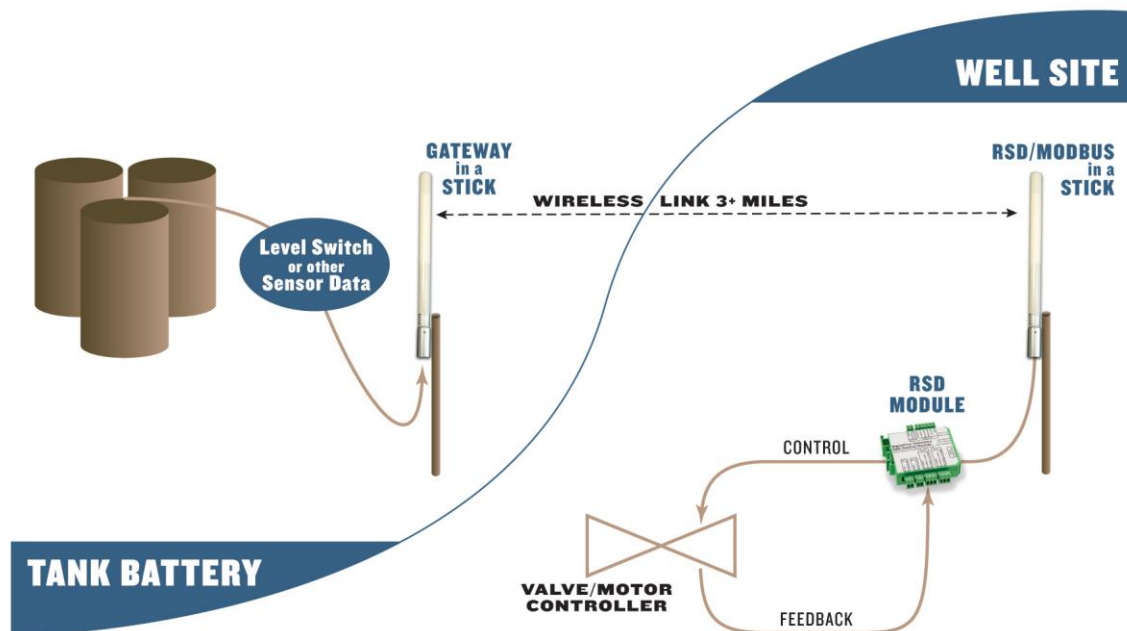 WELL SITE
GATEWAY
in a
STICK
RSD/MODBUS
in a
STICK
WIRELESS LINK 3+ MILES
Level Switch
or other
Sensor Data
RSD
MODULE
CONTROL
TANK BATTERY
VALVE/MOTOR
CONTROLLER
FEEDBACK